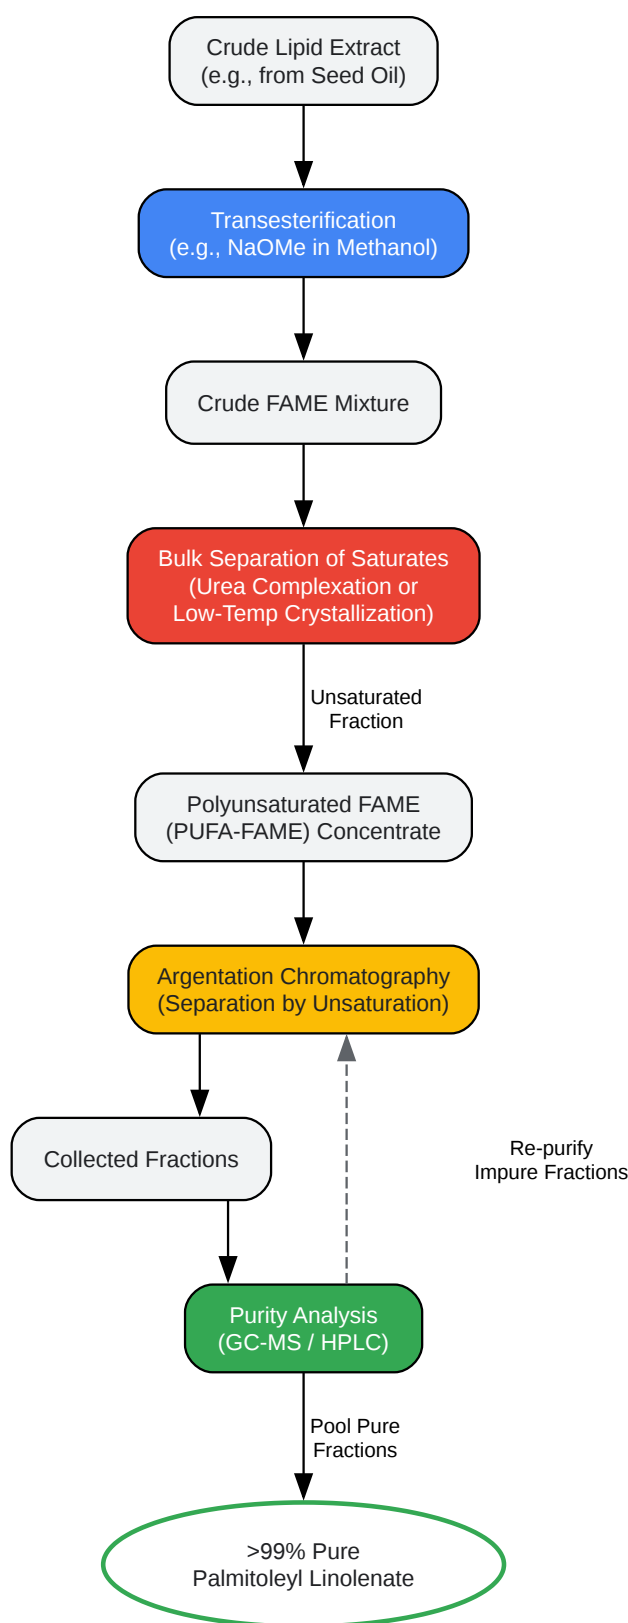 Crude Lipid Extract
(e.g., from Seed Oil)
Transesterification
(e.g., NaOMe in Methanol)
Crude FAME Mixture
Bulk Separation of Saturates
(Urea Complexation or
Low-Temp Crystallization)
Unsaturated
Fraction
Polyunsaturated FAME
(PUFA-FAME) Concentrate
Argentation Chromatography
(Separation by Unsaturation)
Collected Fractions
Re-purify
Impure Fractions
Purity Analysis
(GC-MS / HPLC)
Pool Pure
Fractions
>99% Pure
Palmitoleyl Linolenate